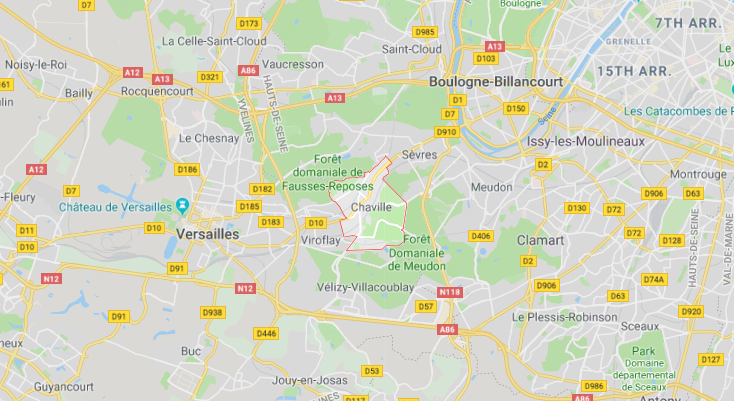 Boulogne
D7
D173
D985
7TH ARR.
La Celle-Saint-Cloud
Saint-Cloud
A13
GRENELLE
Le
Noisy-le-Roi
A12
A13
D321
A86
Vaucresson
D103
15TH ARR.
Lux
Boulogne-Billancourt
Bailly
Rocquencourt
A13
D1
D150
Les Catacombes de P
YVELINES
HAUTS-DE-SEINE
D7
Seine
Le Chesnay
D910
Issy-les-Moulineaux
A12
D186
Forêt
domaniale de
Fausses-Reposes
Sèvres
D2
Montrouge
-Fleury
D182
Meudon
D906
D63
Château de Versailles
D185
Chaville
D130
D72
D11
D10
Versailles
D183
D10
Viroflay
Forêt
Domaniale
de Meudon
D406
Clamart
D72
D128
HAUTS-DE-SEINE
VAL-DE-MARNE
D91
D2
N12
N12
Vélizy-Villacoublay
N118
D906
D74A
D57
D63
D91
D938
Le Plessis-Robinson
D920
D446
A86
Sceaux
neux
Buc
Park
Domaine
départemental
de Sceaux
D127
Guyancourt
Jouy-en-Josas
D53
D986
D117
A86
Antony